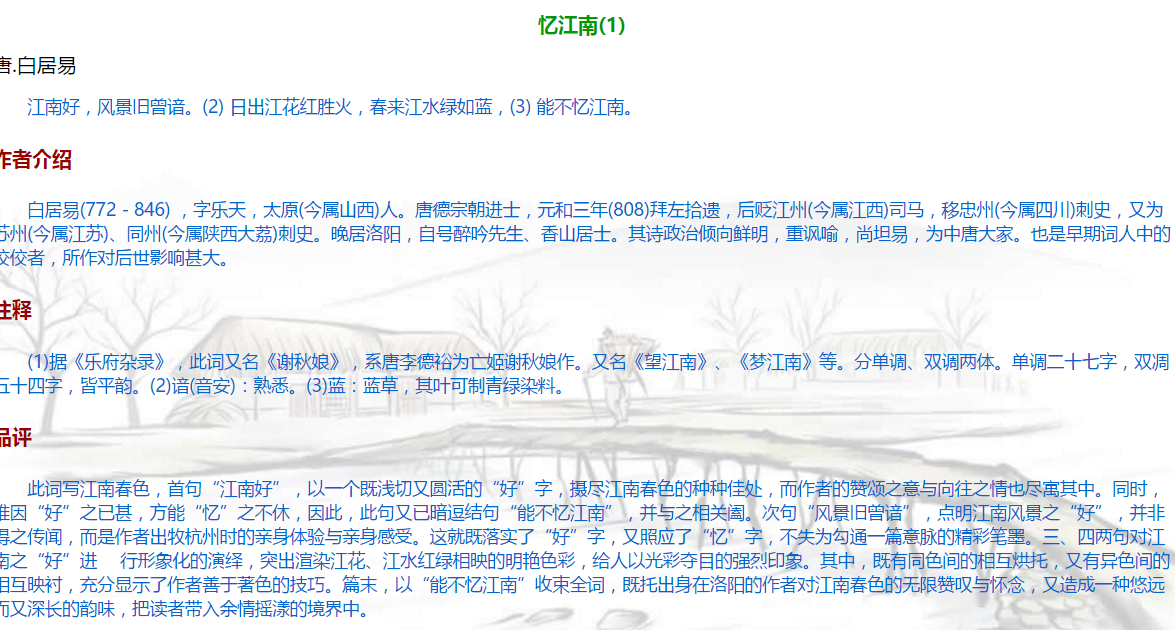 忆江南(1)
唐.白居易
江南好，风景旧曾谙。(2) 日出江花红胜火，春来江水绿如蓝，(3) 能不忆江南。
作者介绍
白居易(772－846) ，字乐天，太原(今属山西)人。唐德宗朝进士，元和三年(808)拜左拾遗，后贬江州(今属江西)司马，移忠州(今属四川)刺史，又为
苏州(今属江苏)、同州(今属陕西大荔)刺史。晚居洛阳，自号醉吟先生、香山居士。其诗政治倾向鲜明，重讽喻，尚坦易，为中唐大家。也是早期词人中的
佼佼者，所作对后世影响甚大。
注释
(1)据《乐府杂录》，此词又名《谢秋娘》，系唐李德裕为亡姬谢秋娘作。又名《望江南》、《梦江南》等。分单调、双调两体。单调二十七字，双凋
五十四字，皆平韵。(2)谙(音安)：熟悉。(3)蓝：蓝草，其叶可制青绿染料。
品评
此词写江南春色，首句“江南好”，以一个既浅切又圆活的“好”字，摄尽江南春色的种种佳处，而作者的赞颂之意与向往之情也尽寓其中。同时，
唯因“好”之已甚，方能“忆”之不休，因此，此句又已暗逗结句“能不忆江南”，并与之相关阖。次句“风景旧曾谙”，点明江南风景之“好”，并非
得之传闻，而是作者出牧杭州时的亲身体验与亲身感受。这就既落实了“好”字，又照应了“忆”字，不失为勾通一篇意脉的精彩笔墨。三、四两句对江
南之“好”进 行形象化的演绎，突出渲染江花、江水红绿相映的明艳色彩，给人以光彩夺目的强烈印象。其中，既有同色间的相互烘托，又有异色间的
相互映衬，充分显示了作者善于著色的技巧。篇末，以“能不忆江南”收束全词，既托出身在洛阳的作者对江南春色的无限赞叹与怀念，又造成一种悠远
而又深长的韵味，把读者带入余情摇漾的境界中。